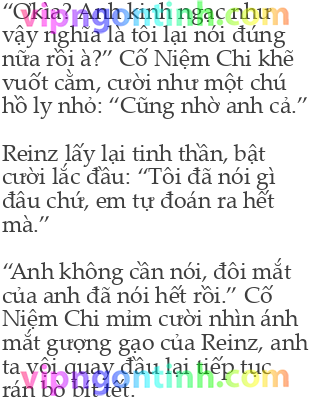 “Okia? Anh kinh ngạc như
vậy nghĩa là tôi lại nói đúng
nữa rồi à?” Cố Niệm Chi khẽ
vuốt cằm, cười như một chú
hồ ly nhỏ: “Cũng nhờ anh cả.”
Reinz lấy lại tinh thần, bật
cười lắc đầu: “Tôi đã nói gì
đâu chứ, em tự đoán ra hết
mà.”
“Anh không cần nói, đôi mắt
của anh đã nói hết rồi.” Cố
Niệm Chi mỉm cười nhìn ánh
mắt gượng gạo của Reinz, anh
ta vội quay đầu lại tiếp tục
rán bò bít tết.
vipngontinh.com
vipngontinh.com